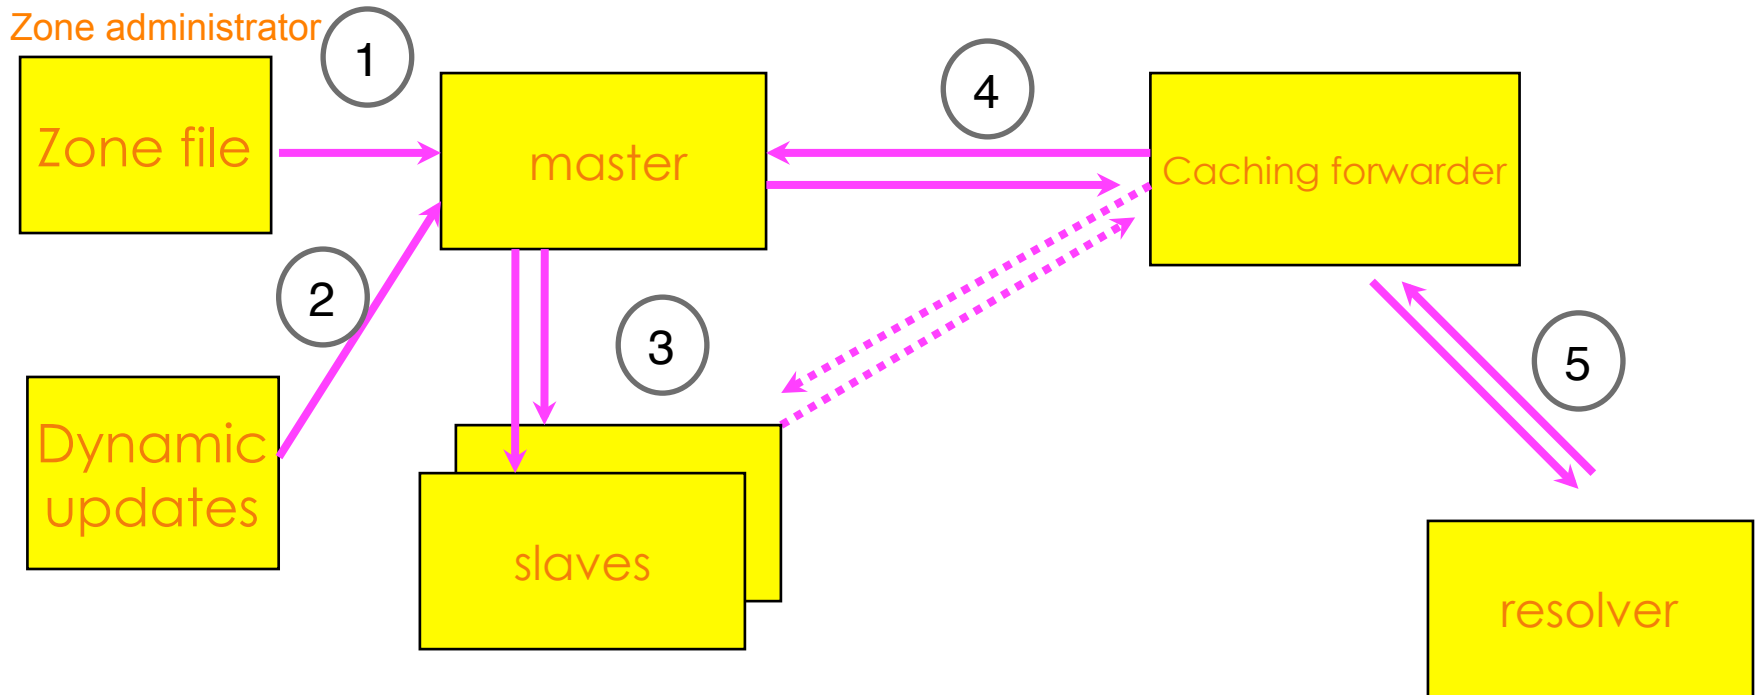 Zone administrator
1
Zone file
master
4
Caching forwarder
2
3
Dynamic
updates
5
slaves
resolver